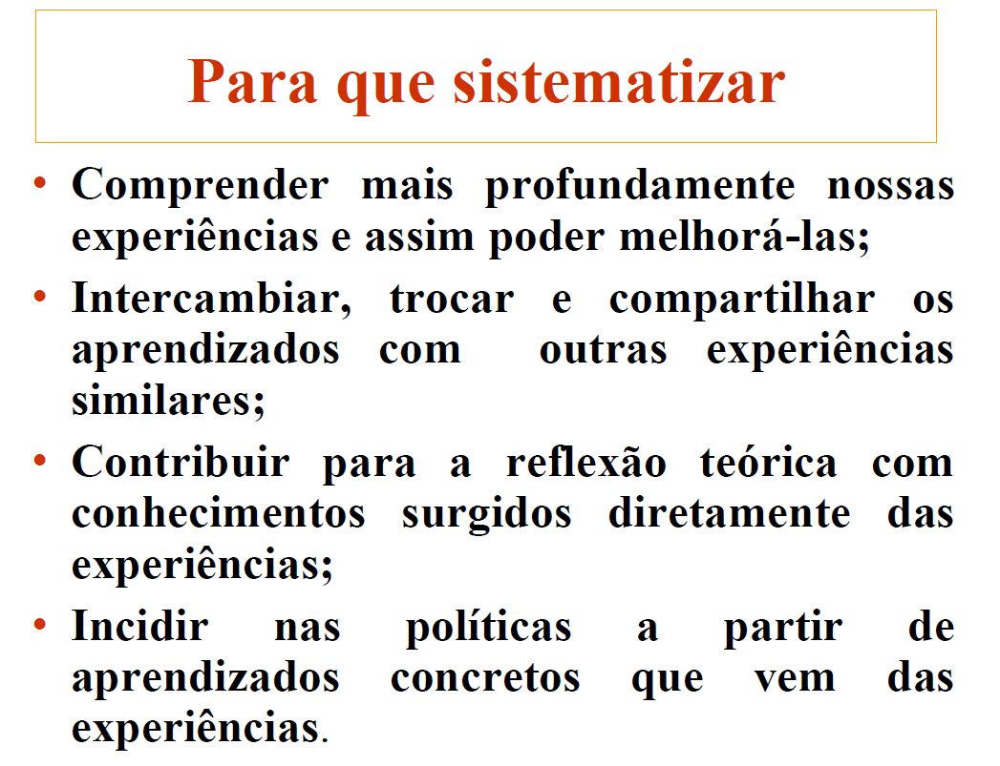 Para que sistematizar
• Comprender mais profundamente nossas
experiências e assim poder melhorá-las;
• Intercambiar, trocar e compartilhar os
aprendizados com outras experiências
similares;
• Contribuir para a reflexão teórica com
conhecimentos surgidos diretamente das
experiências;
• Incidir nas políticas a partir de
aprendizados concretos que vem das
experiências.